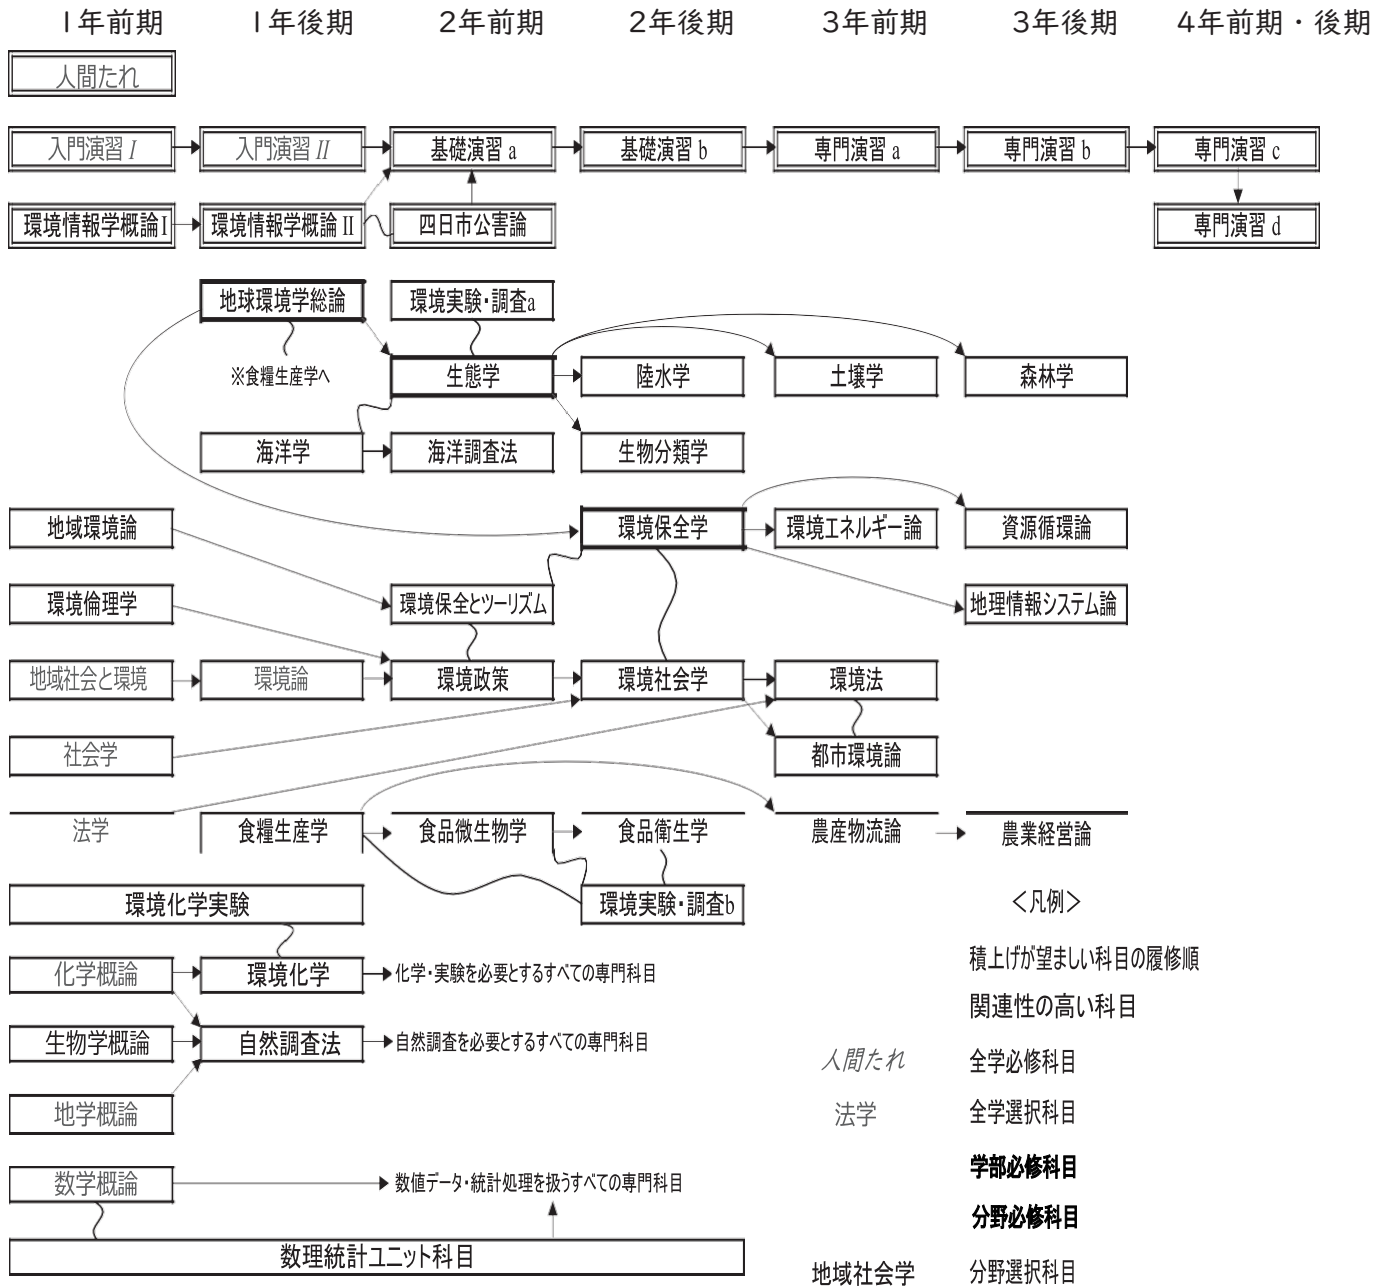 1年前期 1年後期 2年前期 2年後期 3年前期 3年後期 4年前期・後期
人間たれ
入門演習 I 入門演習 II 基礎演習 a 基礎演習 b 専門演習 a 専門演習 b 専門演習 c
環境情報学概論I 環境情報学概論 II 四日市公害論 専門演習 d
地球環境学総論 環境実験・調査a
※食糧生産学へ 生態学 陸水学 土壌学 森林学
海洋学 海洋調査法 生物分類学
地域環境論 環境保全学 環境エネルギー論 資源循環論
環境倫理学 環境保全とツーリズム 地理情報システム論
地域社会と環境 環境論 環境政策 環境社会学 環境法
社会学 都市環境論
法学 食糧生産学 食品微生物学 食品衛生学 農産物流論 農業経営論
環境化学実験 環境実験・調査b <凡例>
化学概論 環境化学 化学・実験を必要とするすべての専門科目 積上げが望ましい科目の履修順
関連性の高い科目
生物学概論 自然調査法 自然調査を必要とするすべての専門科目 人間たれ 全学必修科目
地学概論 法学 全学選択科目
数学概論 数値データ・統計処理を扱うすべての専門科目 学部必修科目
分野必修科目
数理統計ユニット科目 地域社会学 分野選択科目